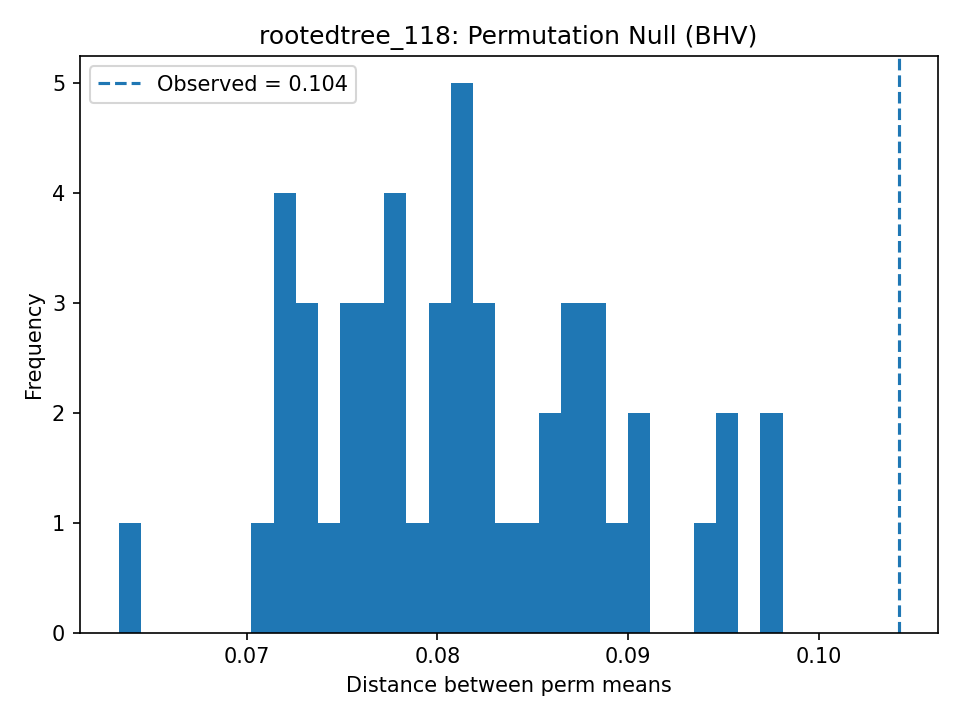 rootedtree_118: Permutation Null (BHV)
Observed = 0.104
5
4
3
2
1
0
Frequency
0.07 0.08 0.09 0.10
Distance between perm means